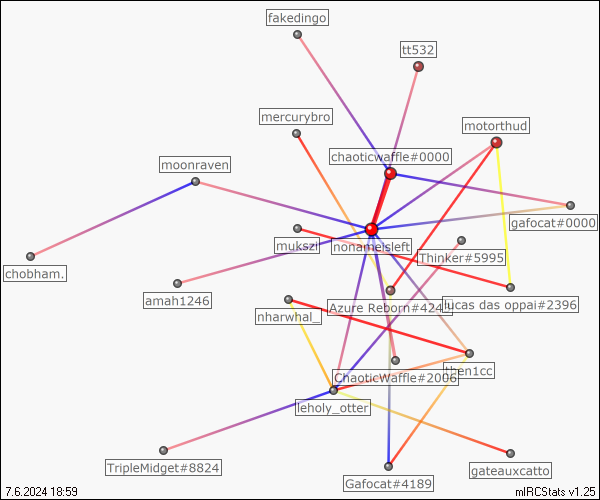 fakedingo
tt532
mercurybro
motorthud
chaoticwaffle#0000
moonraven
gafocat#0000
mukszi
nonameisleft
Thinker#5995
chobham.
amah1246
Azure Reborn#424
lucas das oppai#2396
nharwhal_
then1cc
ChaoticWaffle#2006
leholy_otter
TripleMidget#8824
Gafocat#4189
gateauxcatto
7.6.2024 18:59
mIRCStats v1.25